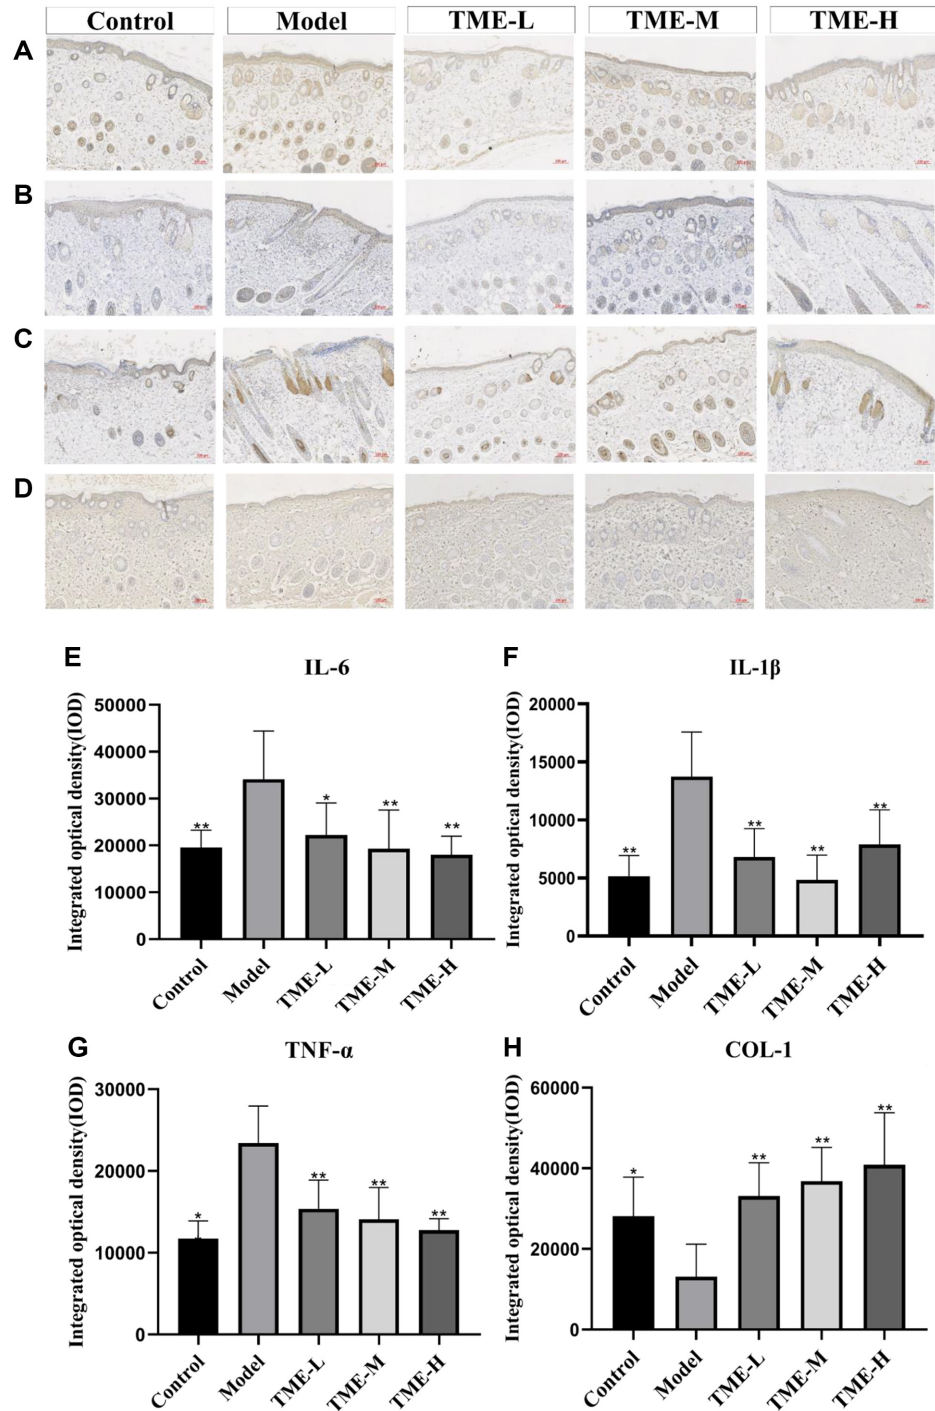 Control Model TME-L TME-M TME-H
A
B
C
D
E
IL-6
Integrated optical density(IOD)
50000
40000
30000
20000
10000
0
** * ** **
Control Model TME-L TME-M TME-H
F
IL-1β
Integrated optical density(IOD)
20000
15000
10000
5000
0
** ** ** **
Control Model TME-L TME-M TME-H
G
TNF-α
Integrated optical density(IOD)
30000
20000
10000
0
* ** ** **
Control Model TME-L TME-M TME-H
H
COL-1
Integrated optical density(IOD)
60000
40000
20000
0
* ** ** **
Control Model TME-L TME-M TME-H